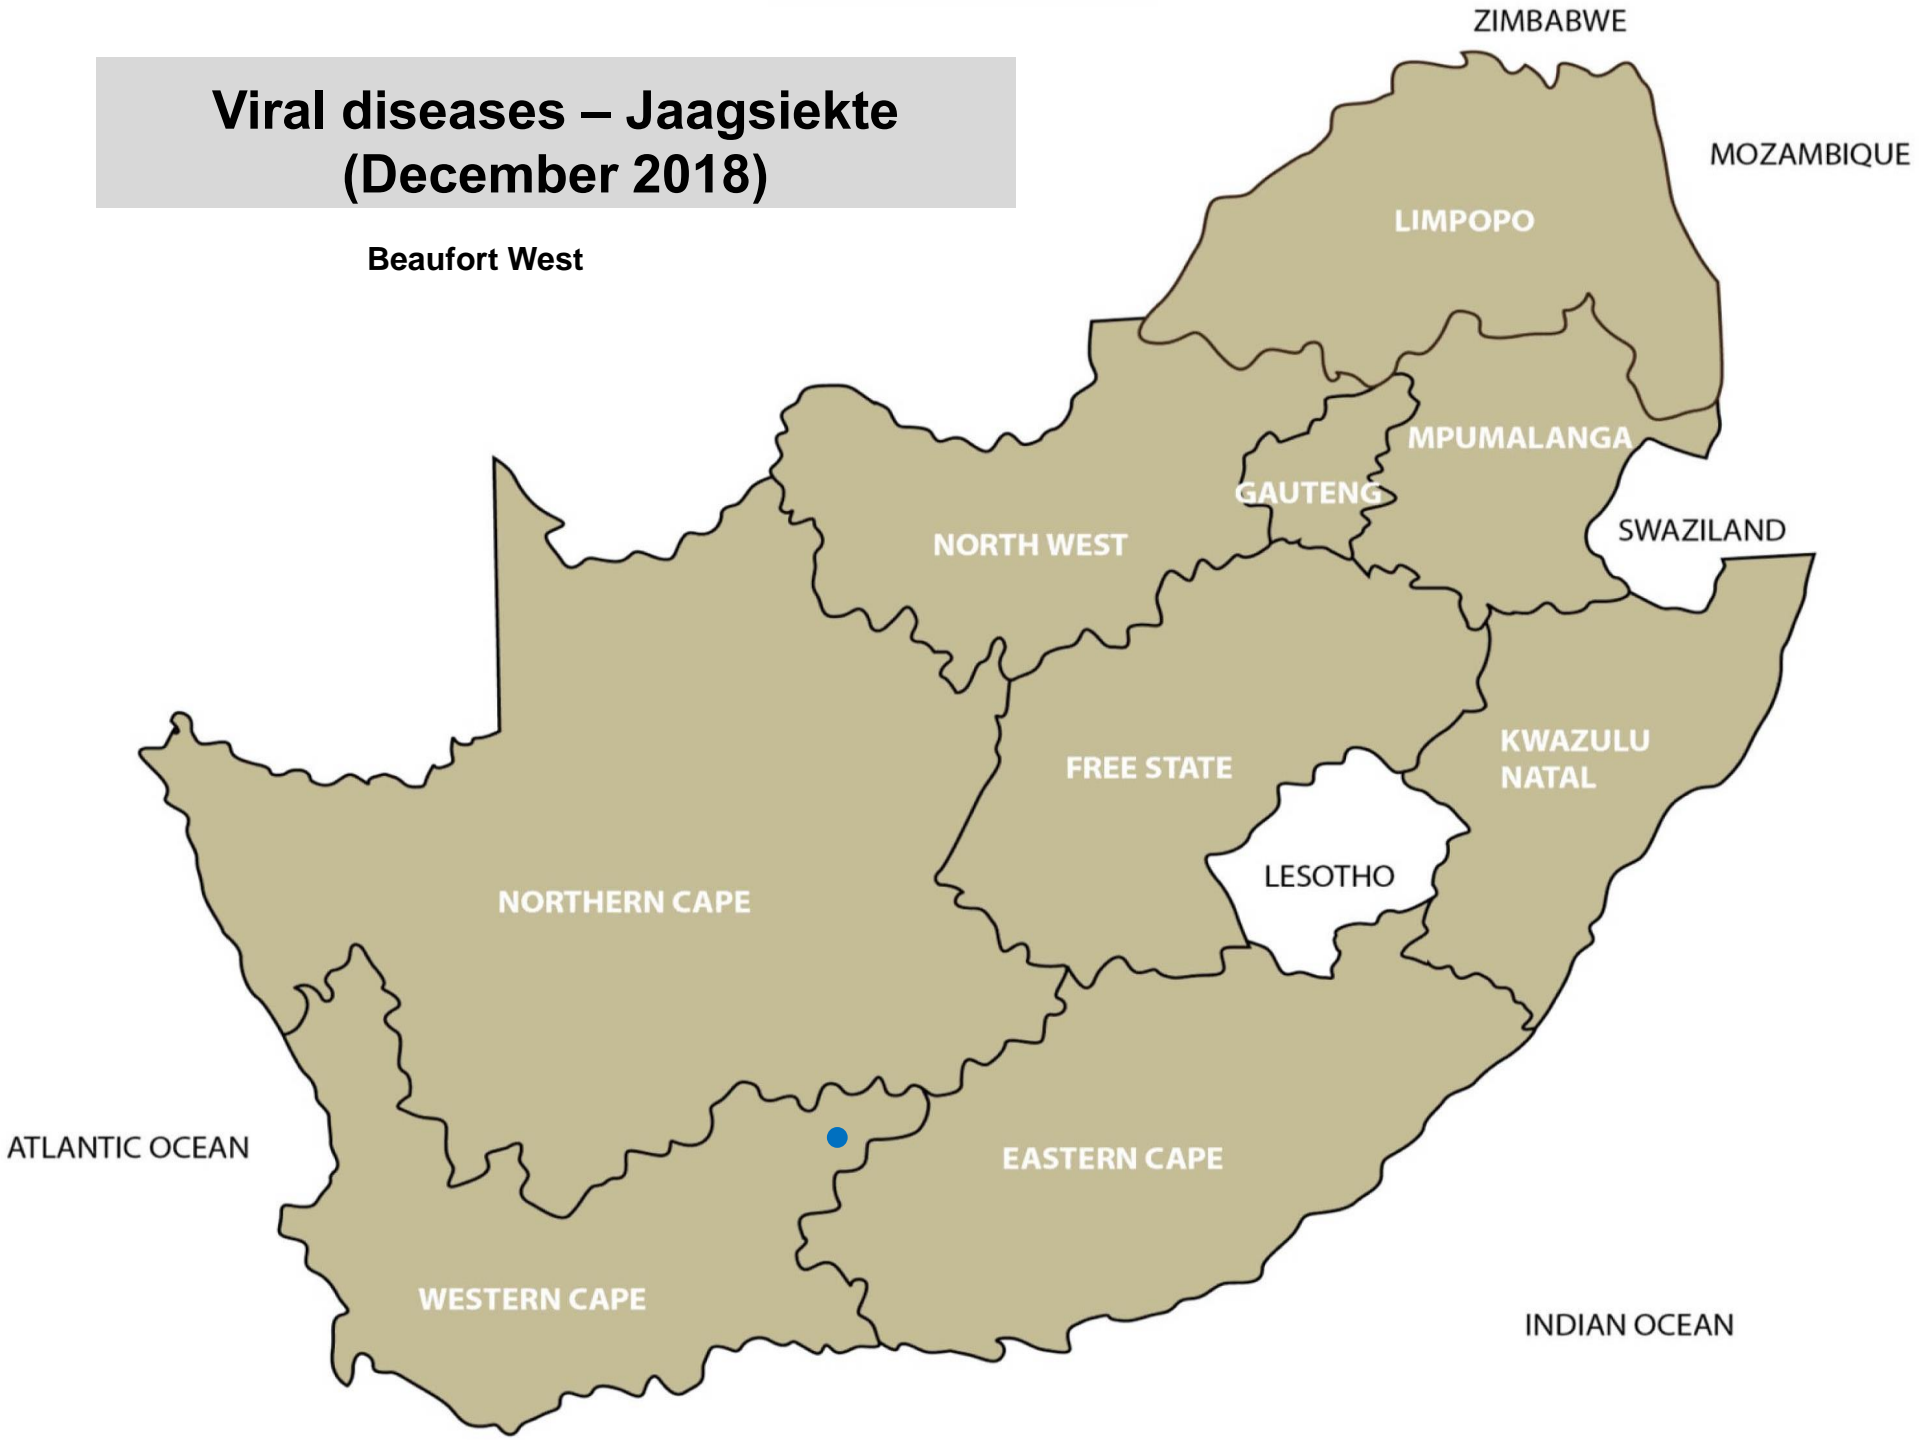 Viral diseases – Jaagsiekte
(December 2018)
Beaufort West
ZIMBABWE
MOZAMBIQUE
LIMPOPO
MPUMALANGA
GAUTENG
NORTH WEST
SWAZILAND
KWAZULU
NATAL
FREE STATE
LESOTHO
NORTHERN CAPE
ATLANTIC OCEAN
EASTERN CAPE
WESTERN CAPE
INDIAN OCEAN